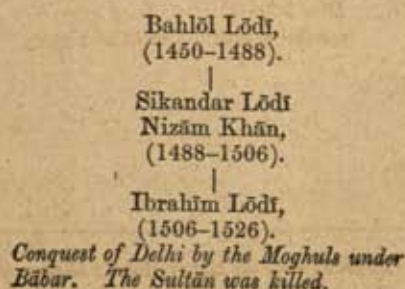 Bahlōl Lōdī,
(1450–1488).
Sikandar Lōdī
Nizām Khān,
(1488–1506).
Ibrahīm Lōdī,
(1506–1526).
Conquest of Delhi by the Moghuls under
Bābar. The Sultān was killed.